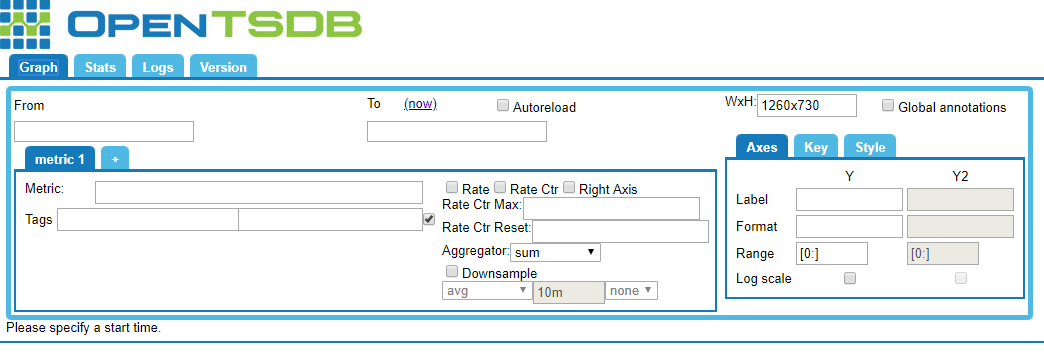 OPENTSDB
Graph Stats Logs Version
From To (now) Autoreload WxH: 1260x730 Global annotations
metric 1 + Axes Key Style
Y Y2
Metric: Rate Rate Ctr Right Axis
Label
Rate Ctr Max:
Tags
Format
Rate Ctr Reset:
Aggregator: sum Range [0:] [0:]
Downsample Log scale
avg 10m none
Please specify a start time.